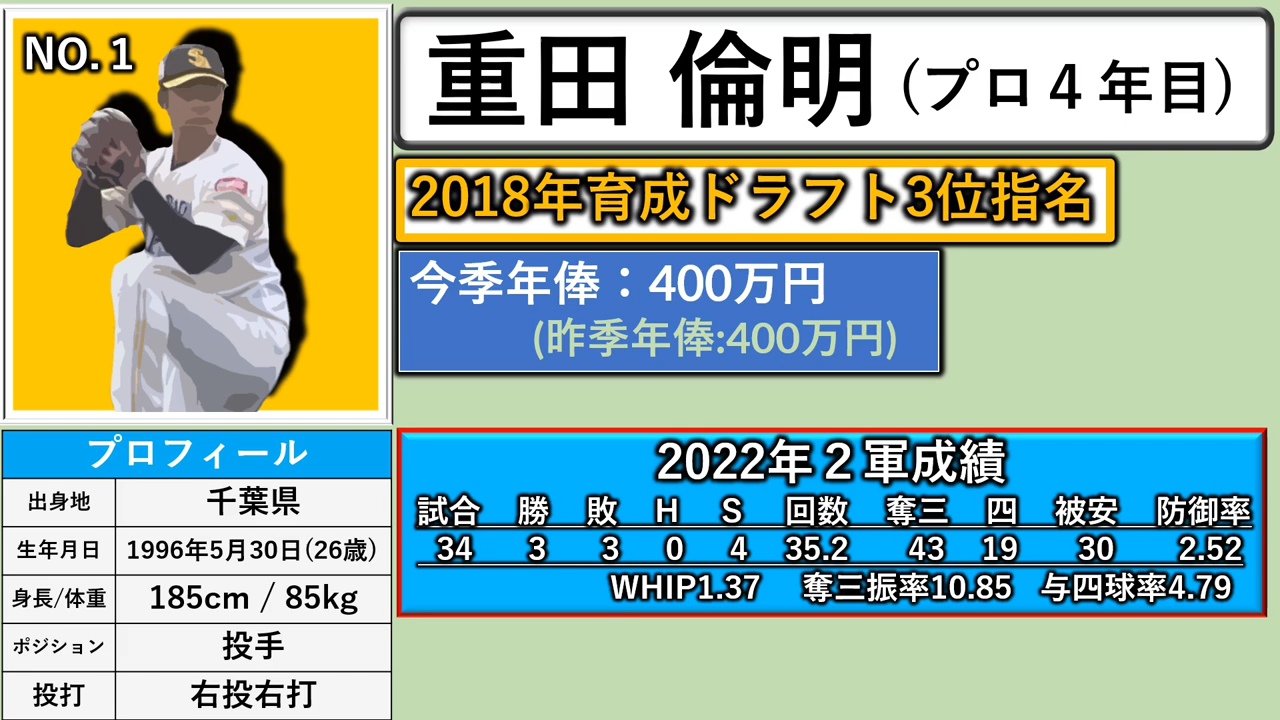 NO.1
重田 倫明(プロ4年目)
2018年育成ドラフト3位指名
今季年俸：400万円
(昨季年俸:400万円)
プロフィール
出身地 千葉県
生年月日 1996年5月30日(26歳)
身長/体重 185cm / 85kg
ポジション 投手
投打 右投右打
2022年2軍成績
試合 勝 敗 H S 回数 奪三 四 被安 防御率
34 3 3 0 4 35.2 43 19 30 2.52
WHIP1.37 奪三振率10.85 与四球率4.79